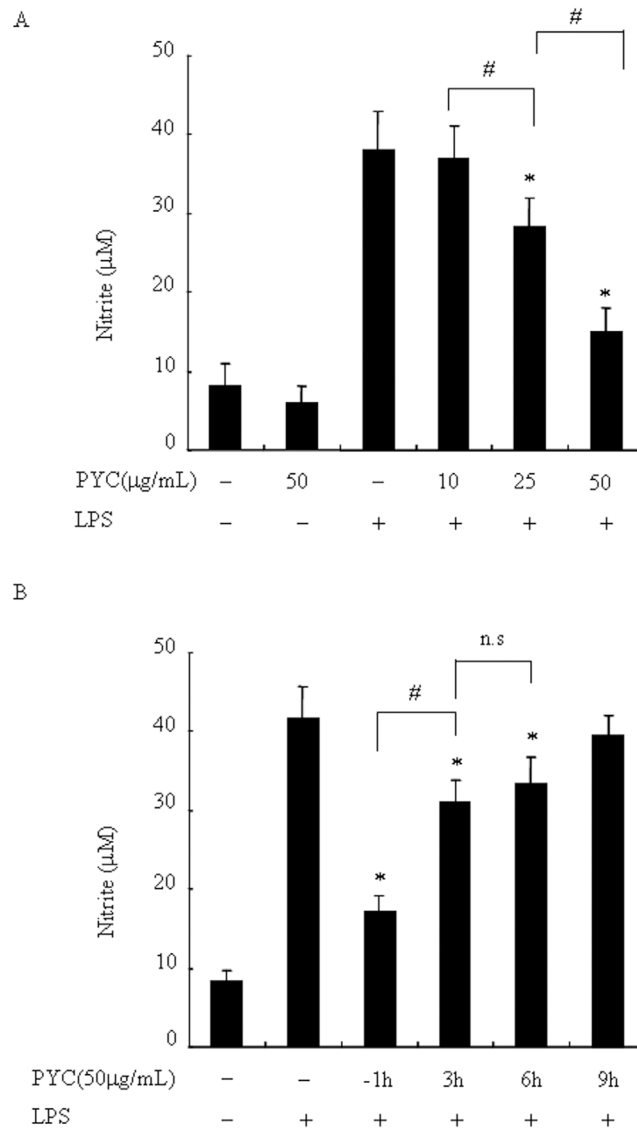 A
#
#
50
40
*
30
Nitrite (µM)
*
20
10
0
PYC(µg/mL) – 50 – 10 25 50
LPS – – + + + +
B
n.s
50
#
40
*
*
30
Nitrite (µM)
*
20
10
0
PYC(50µg/mL) – – -1h 3h 6h 9h
LPS – + + + + +